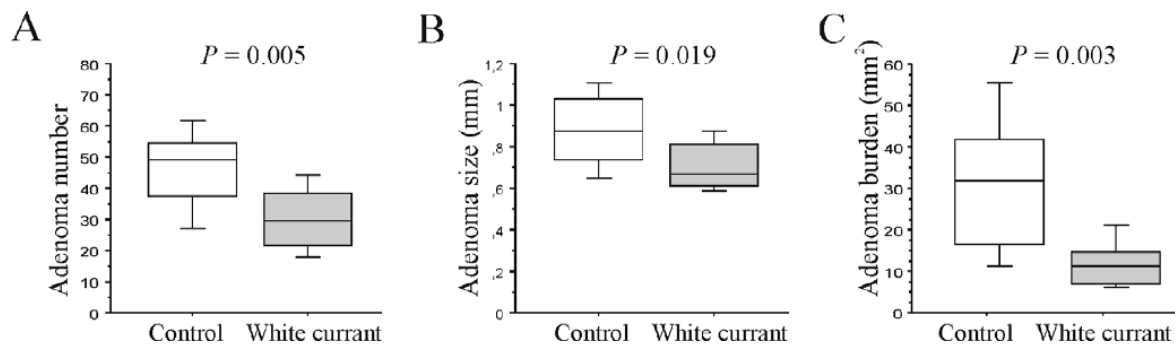 A
P = 0.005
Adenoma number
80
70
60
50
40
30
20
10
0
Control White currant
B
P = 0.019
Adenoma size (mm)
1,2
1
,8
,6
,4
,2
0
Control White currant
C
P = 0.003
Adenoma burden (mm²)
60
50
40
30
20
10
0
Control White currant